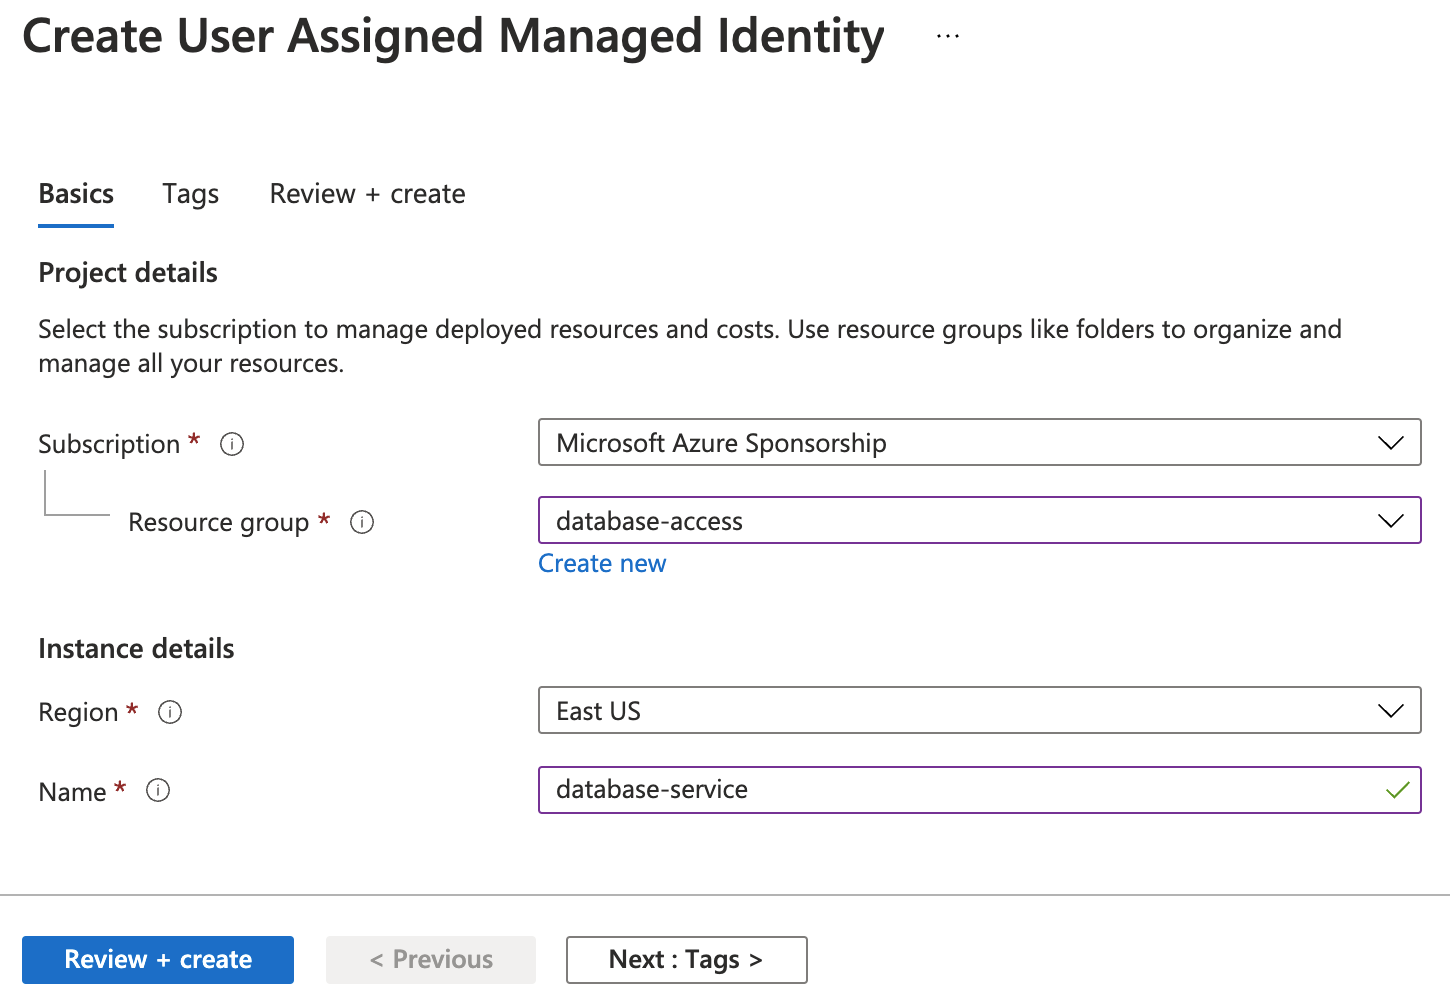 Create User Assigned Managed Identity ...
Basics Tags Review + create
Project details
Select the subscription to manage deployed resources and costs. Use resource groups like folders to organize and
manage all your resources.
Subscription * Microsoft Azure Sponsorship
Resource group * database-access
Create new
Instance details
Region * East US
Name * database-service
Review + create < Previous Next : Tags >